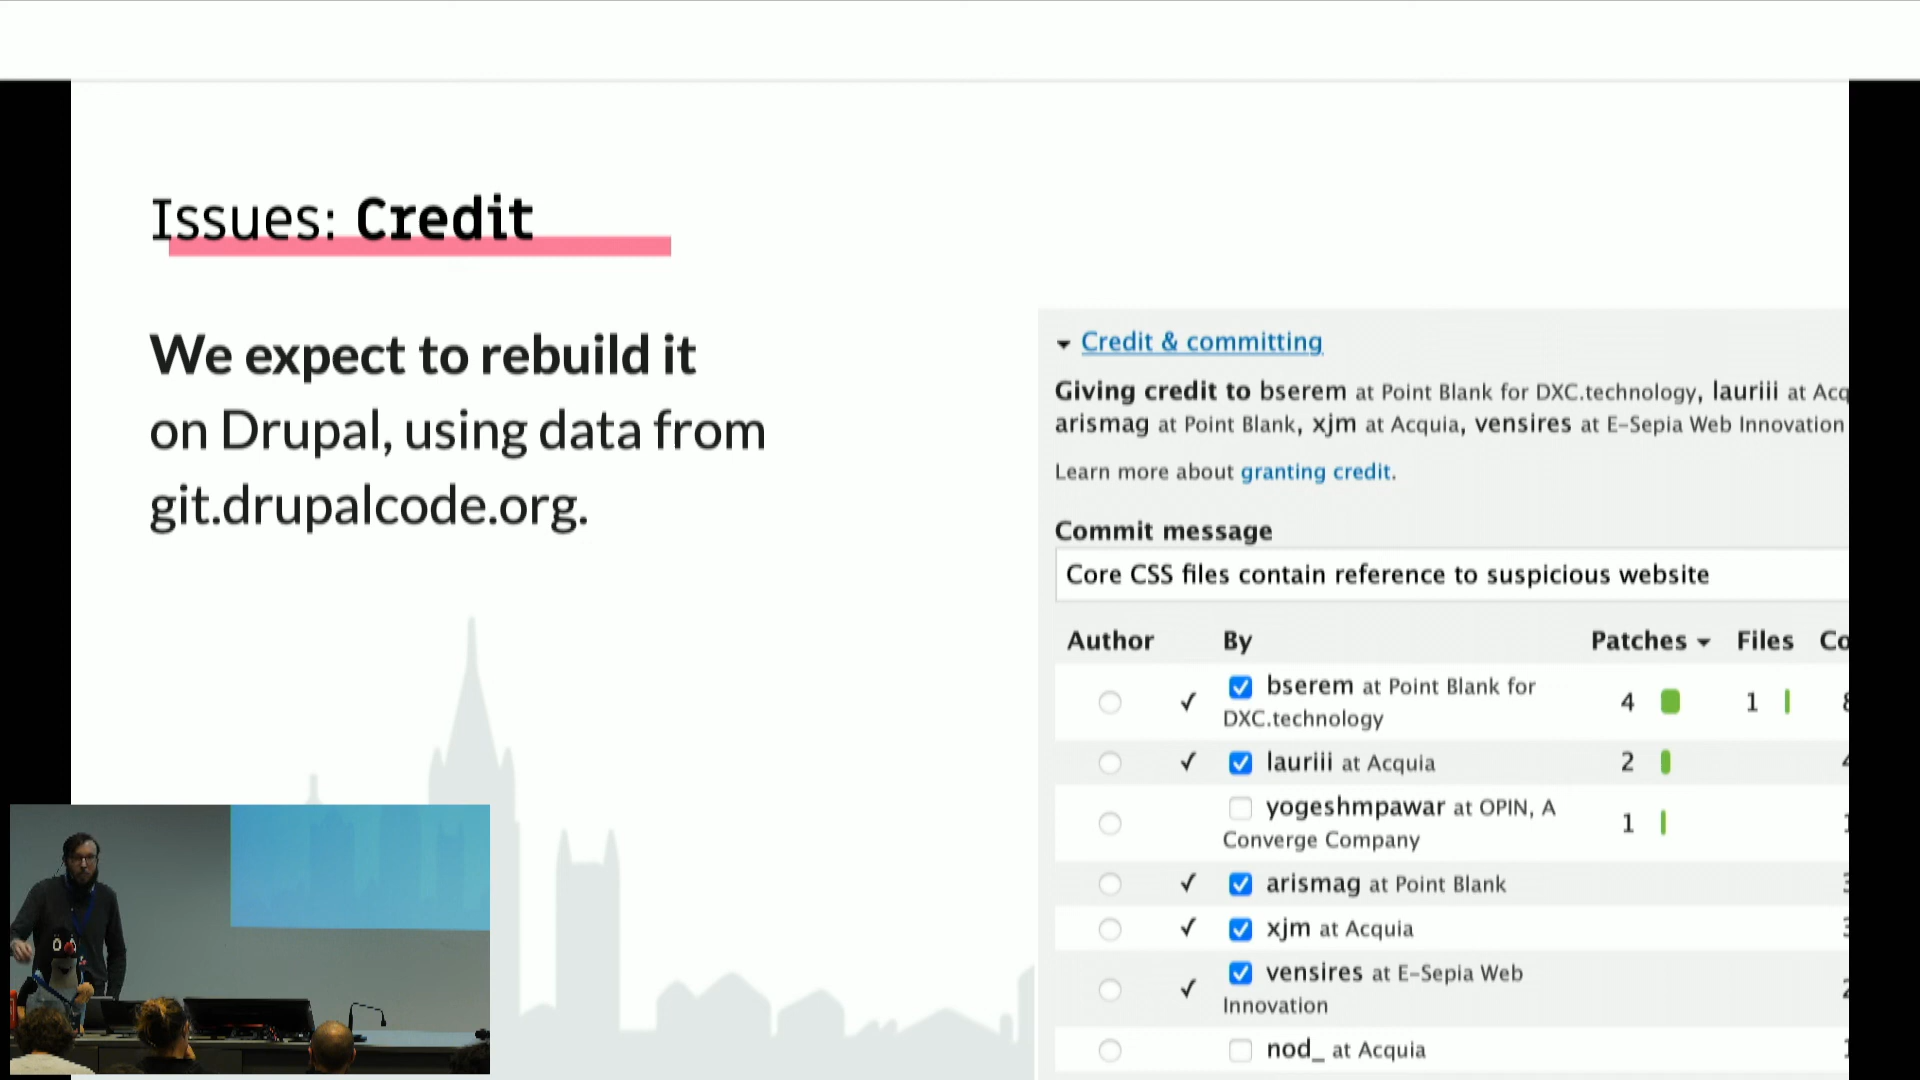 Issues: Credit
We expect to rebuild it
on Drupal, using data from
git.drupalcode.org.
Credit & committing
Giving credit to bserem at Point Blank for DXC.technology, lauriii at Acq
arismag at Point Blank, xjm at Acquia, vensires at E-Sepia Web Innovation
Learn more about granting credit.
Commit message
Core CSS files contain reference to suspicious website
Author By Patches Files Co
bserem at Point Blank for
DXC.technology
4 1
lauriii at Acquia 2
yogeshmpawar at OPIN, A
Converge Company
1
arismag at Point Blank
xjm at Acquia
vensires at E-Sepia Web
Innovation
nod_ at Acquia